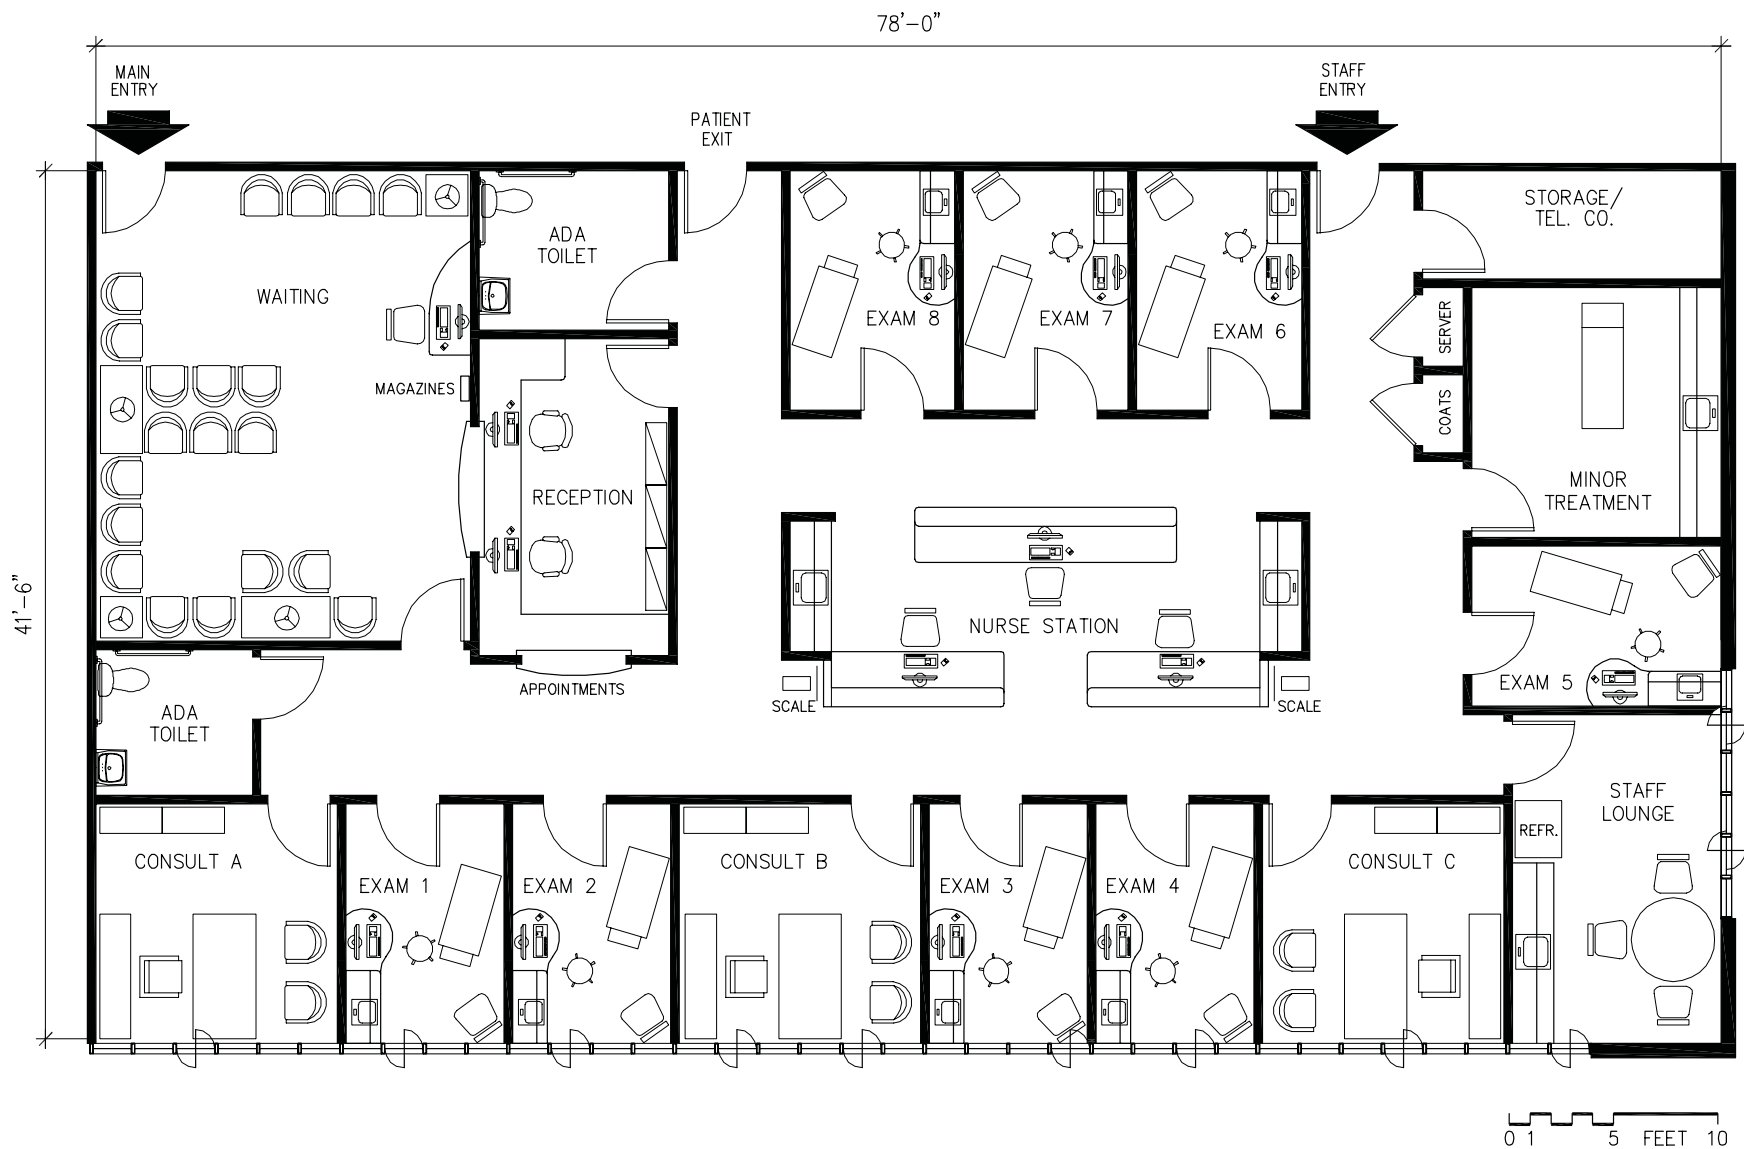 78'-0"
MAIN
ENTRY
STAFF
ENTRY
PATIENT
EXIT
STORAGE/
TEL. CO.
ADA
TOILET
WAITING
EXAM 8
EXAM 7
EXAM 6
SERVER
MAGAZINES
COATS
RECEPTION
MINOR
TREATMENT
41'-6"
NURSE STATION
APPOINTMENTS
SCALE
SCALE
EXAM 5
ADA
TOILET
STAFF
LOUNGE
REFR.
CONSULT A
EXAM 1
EXAM 2
CONSULT B
EXAM 3
EXAM 4
CONSULT C
0 1 5 FEET 10